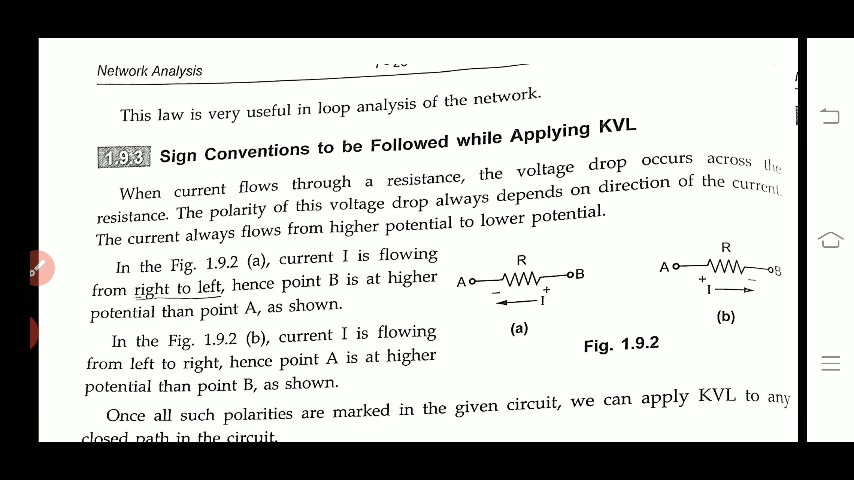 Network Analysis
This law is very useful in loop analysis of the network.
1.9.3 Sign Conventions to be Followed while Applying KVL
When current flows through a resistance, the voltage drop occurs across the
resistance. The polarity of this voltage drop always depends on direction of the current.
The current always flows from higher potential to lower potential.
In the Fig. 1.9.2 (a), current I is flowing
from right to left, hence point B is at higher
potential than point A, as shown.
In the Fig. 1.9.2 (b), current I is flowing
from left to right, hence point A is at higher
potential than point B, as shown.
R
A B
− +
I
(a)
R
A B
+ −
I
(b)
Fig. 1.9.2
Once all such polarities are marked in the given circuit, we can apply KVL to any
closed path in the circuit.